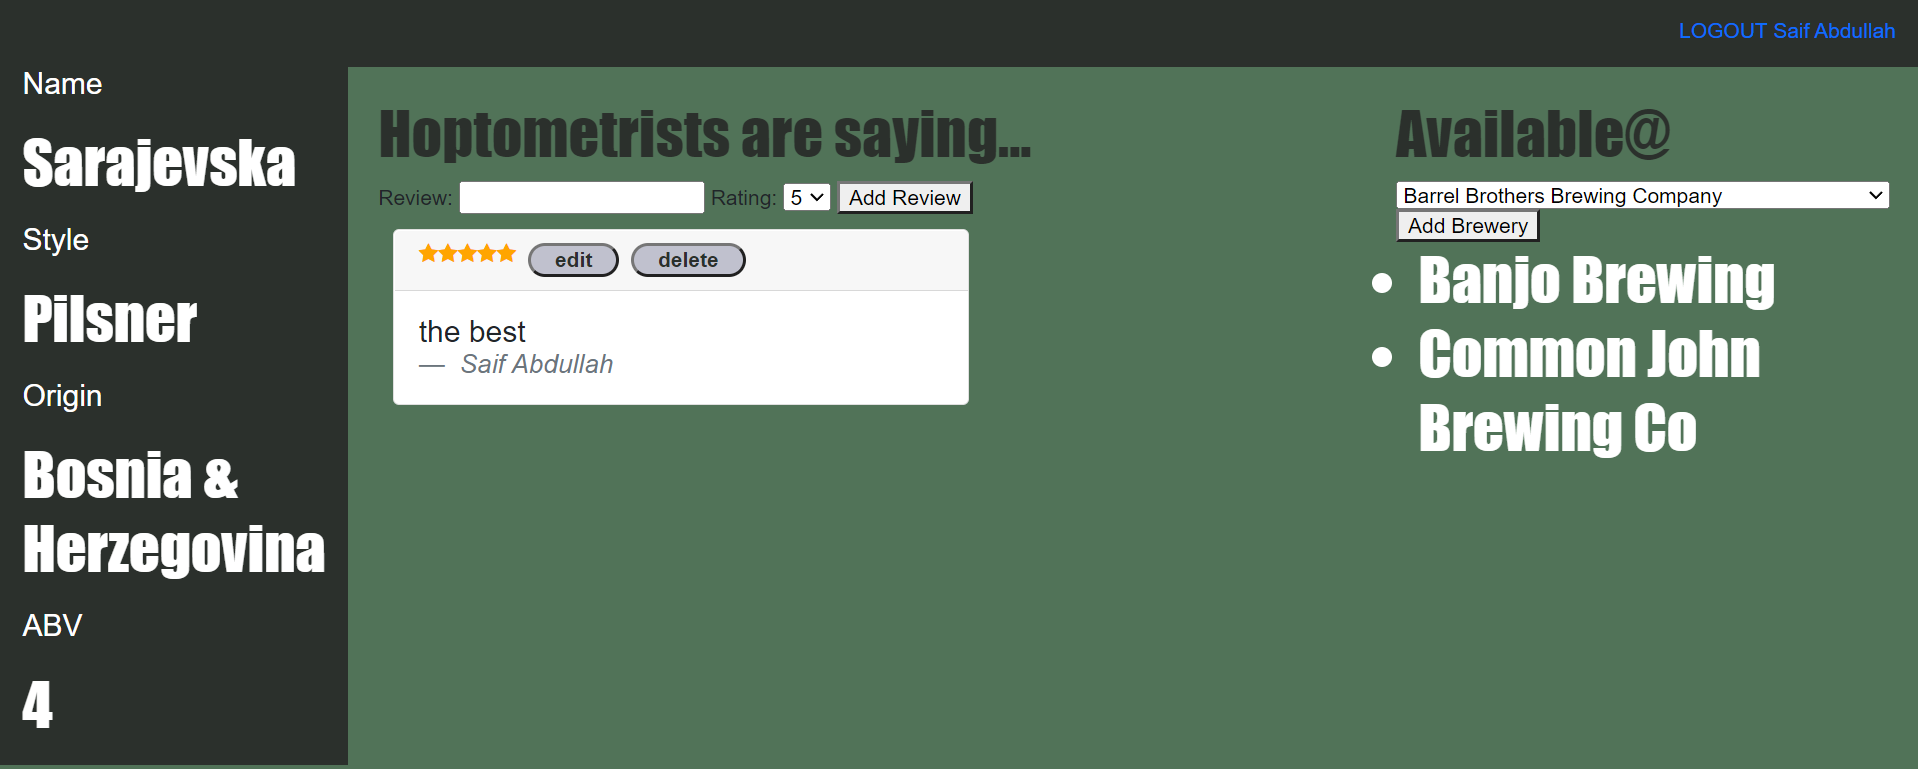 LOGOUT Saif Abdullah
Name
Sarajevska
Style
Pilsner
Origin
Bosnia &
Herzegovina
ABV
4
Hoptometrists are saying...
Review: Rating: 5 Add Review
edit delete
the best
— Saif Abdullah
Available@
Barrel Brothers Brewing Company
Add Brewery
• Banjo Brewing
• Common John
Brewing Co